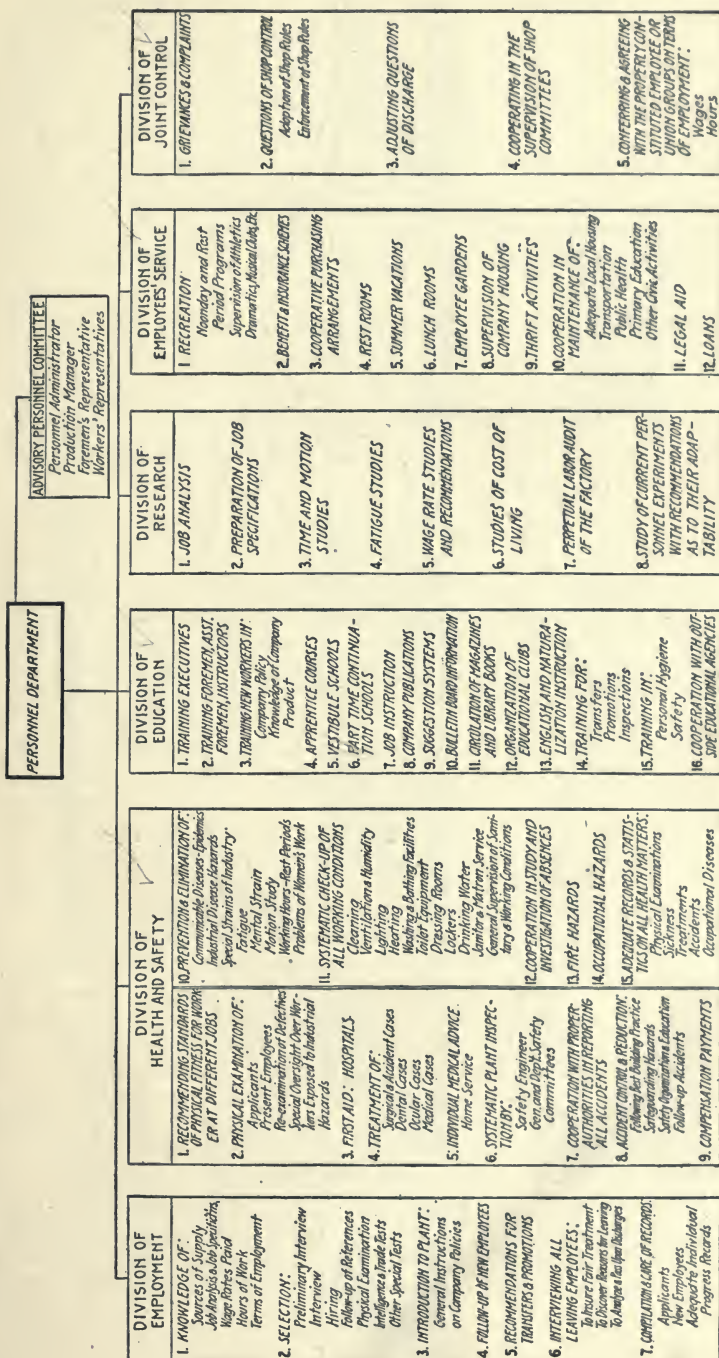 PERSONNEL DEPARTMENT
ADVISORY PERSONNEL COMMITTEE
Personnel Administrator
Production Manager
Foremen's Representative
Workers' Representatives
DIVISION OF
EMPLOYMENT
1. KNOWLEDGE OF:
Sources of Supply
Job Analysis & Job Specifictns,
Wage Rates Paid
Hours of Work
Terms of Employment
2. SELECTION:
Preliminary Interview
Interview
Hiring
Follow-up of References
Physical Examination
Intelligence & Trade Tests
Other Special Tests
3. INTRODUCTION TO PLANT:
General Instructions
on Company Policies
4. FOLLOW-UP OF NEW EMPLOYEES
5. RECOMMENDATIONS FOR
TRANSFERS & PROMOTIONS
6. INTERVIEWING ALL
LEAVING EMPLOYEES:
To Insure Fair Treatment
To Discover Reasons for Leaving
To Analyze & Pass Upon Discharges
7. COMPILATION & CARE OF RECORDS:
Applicants
New Employees
Adequate Individual
Progress Records
DIVISION OF
HEALTH AND SAFETY
1. RECOMMENDING STANDARDS
OF PHYSICAL FITNESS FOR WORK-
ER AT DIFFERENT JOBS
2. PHYSICAL EXAMINATION OF:
Applicants
Present Employees
Re-examination of Defectives
Special Oversight Over Wor-
kers Exposed to Industrial
Hazards
3. FIRST AID: HOSPITALS
4. TREATMENT OF:
Surgical & Accident Cases
Dental Cases
Ocular Cases
Medical Cases
5. INDIVIDUAL MEDICAL ADVICE
Home Service
6. SYSTEMATIC PLANT INSPEC-
TION BY:
Safety Engineer
Gen. and Dep't. Safety
Committees
7. COOPERATION WITH PROPER
AUTHORITIES IN REPORTING
ALL ACCIDENTS
8. ACCIDENT CONTROL & REDUCTION:
Following Best Building Practice
Safeguarding Hazards
Safety Organization & Education
Follow-up Accidents
9. COMPENSATION PAYMENTS
10. PREVENTION & ELIMINATION OF:
Communicable Diseases-Epidemics
Industrial Disease Hazards
Special Strains of Industry:
Fatigue
Mental Strain
Motion Study
Working Hours-Rest Periods
Problems of Women's Work
11. SYSTEMATIC CHECK-UP OF
ALL WORKING CONDITIONS
Cleaning
Ventilation & Humidity
Lighting
Heating
Washing & Bathing Facilities
Toilet Equipment
Dressing Rooms
Lockers
Drinking Water
Janitor & Matron Service
General Supervision of Sani-
tary & Working Conditions
12. COOPERATION IN STUDY AND
INVESTIGATION OF ABSENCES
13. FIRE HAZARDS
14. OCCUPATIONAL HAZARDS
15. ADEQUATE RECORDS & STATIS-
TICS ON ALL HEALTH MATTERS:
Physical Examinations
Sickness
Treatments
Accidents
Occupational Diseases
DIVISION OF
EDUCATION
1. TRAINING EXECUTIVES
2. TRAINING FOREMEN, ASST.
FOREMEN, INSTRUCTORS
3. TRAINING NEW WORKERS IN:
Company Policy
Knowledge of Company
Product
4. APPRENTICE COURSES
5. VESTIBULE SCHOOLS
6. PART TIME CONTINUA-
TION SCHOOLS
7. JOB INSTRUCTION
8. COMPANY PUBLICATIONS
9. SUGGESTION SYSTEMS
10. BULLETIN BOARD INFORMATION
11. CIRCULATION OF MAGAZINES
AND LIBRARY BOOKS
12. ORGANIZATION OF
EDUCATIONAL CLUBS
13. ENGLISH AND NATURA-
LIZATION INSTRUCTION
14. TRAINING FOR:
Transfers
Promotions
Inspections
15. TRAINING IN:
Personal Hygiene
Safety
16. COOPERATION WITH OUT-
SIDE EDUCATIONAL AGENCIES
DIVISION OF
RESEARCH
1. JOB ANALYSIS
2. PREPARATION OF JOB
SPECIFICATIONS
3. TIME AND MOTION
STUDIES
4. FATIGUE STUDIES
5. WAGE RATE STUDIES
AND RECOMMENDATIONS
6. STUDIES OF COST OF
LIVING
7. PERPETUAL LABOR AUDIT
OF THE FACTORY
8. STUDY OF CURRENT PER-
SONNEL EXPERIMENTS
WITH RECOMMENDATIONS
AS TO THEIR ADAP-
TABILITY
DIVISION OF
EMPLOYEES' SERVICE
1 RECREATION
Noonday and Rest
Period Programs
Supervision of Athletics
Dramatics, Musical Clubs, Etc.
2. BENEFIT & INSURANCE SCHEMES
3. COOPERATIVE PURCHASING
ARRANGEMENTS
4. REST ROOMS
5. SUMMER VACATIONS
6. LUNCH ROOMS
7. EMPLOYEE GARDENS
8. SUPERVISION OF
COMPANY HOUSING
9. THRIFT ACTIVITIES
10. COOPERATION IN
MAINTENANCE OF:
Adequate Local Housing
Transportation
Public Health
Primary Education
Other Civic Activities
11. LEGAL AID
12. LOANS
DIVISION OF
JOINT CONTROL
1. GRIEVANCES & COMPLAINTS
2. QUESTIONS OF SHOP CONTROL
Adoption of Shop Rules
Enforcement of Shop Rules
3. ADJUSTING QUESTIONS
OF DISCHARGE
4. COOPERATING IN THE
SUPERVISION OF SHOP
COMMITTEES
5. CONFERRING & AGREEING
WITH THE PROPERLY CON-
STITUTED EMPLOYEE OR
UNION GROUPS ON TERMS
OF EMPLOYMENT:
Wages
Hours